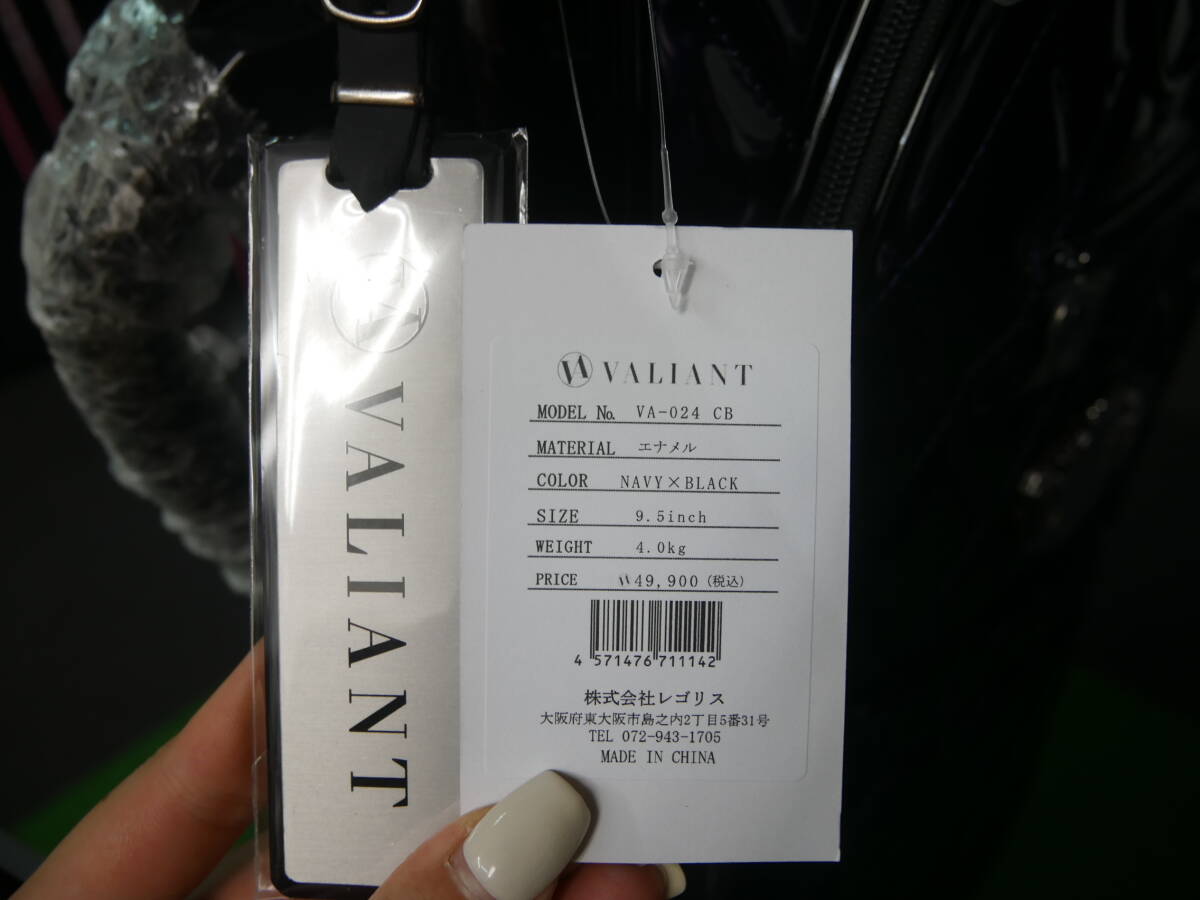 VALIANT
VA VALIANT
MODEL No. VA-024 CB
MATERIAL エナメル
COLOR NAVY×BLACK
SIZE 9.5inch
WEIGHT 4.0kg
PRICE 49,900 (税込)
4 571476 711142
株式会社レゴリス
大阪府東大阪市島之内2丁目5番31号
TEL 072-943-1705
MADE IN CHINA